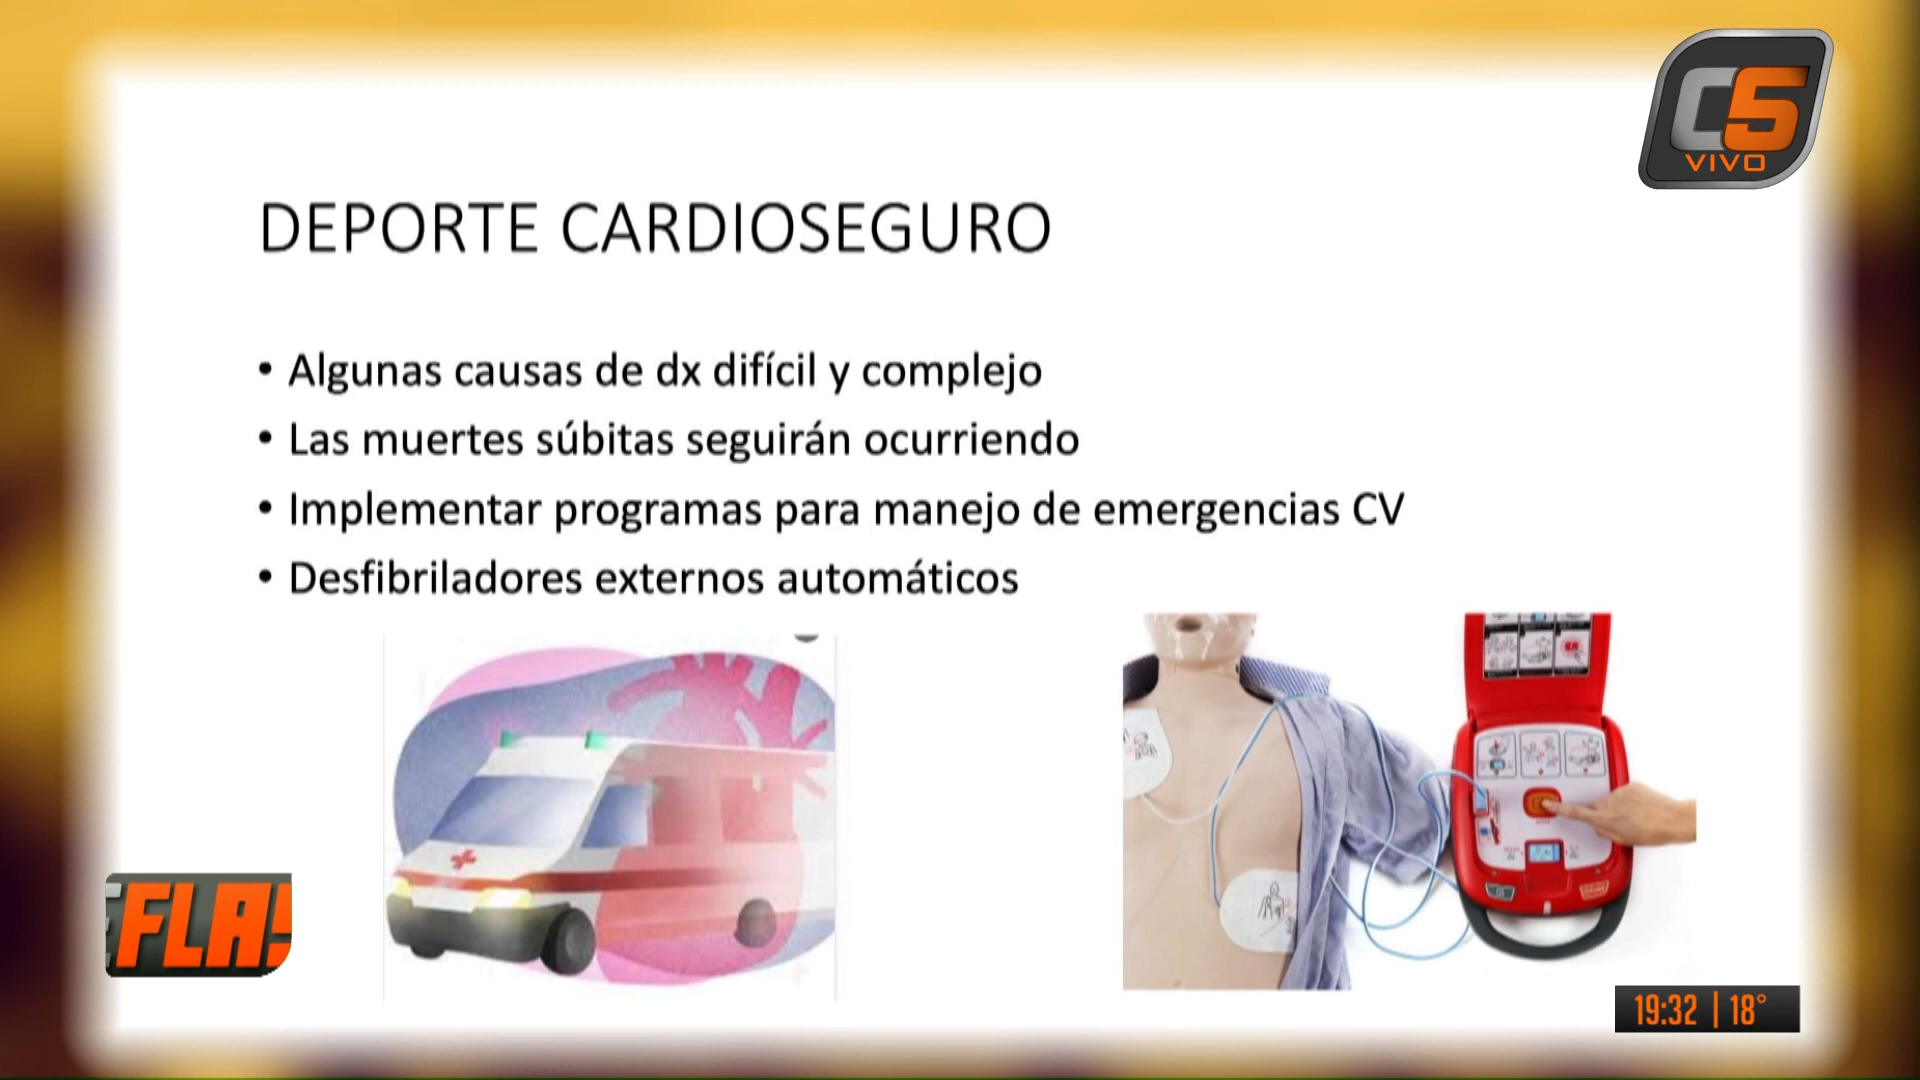 C5
VIVO
DEPORTE CARDIOSEGURO
• Algunas causas de dx difícil y complejo
• Las muertes súbitas seguirán ocurriendo
• Implementar programas para manejo de emergencias CV
• Desfibriladores externos automáticos
EFLA
19:32 | 18°